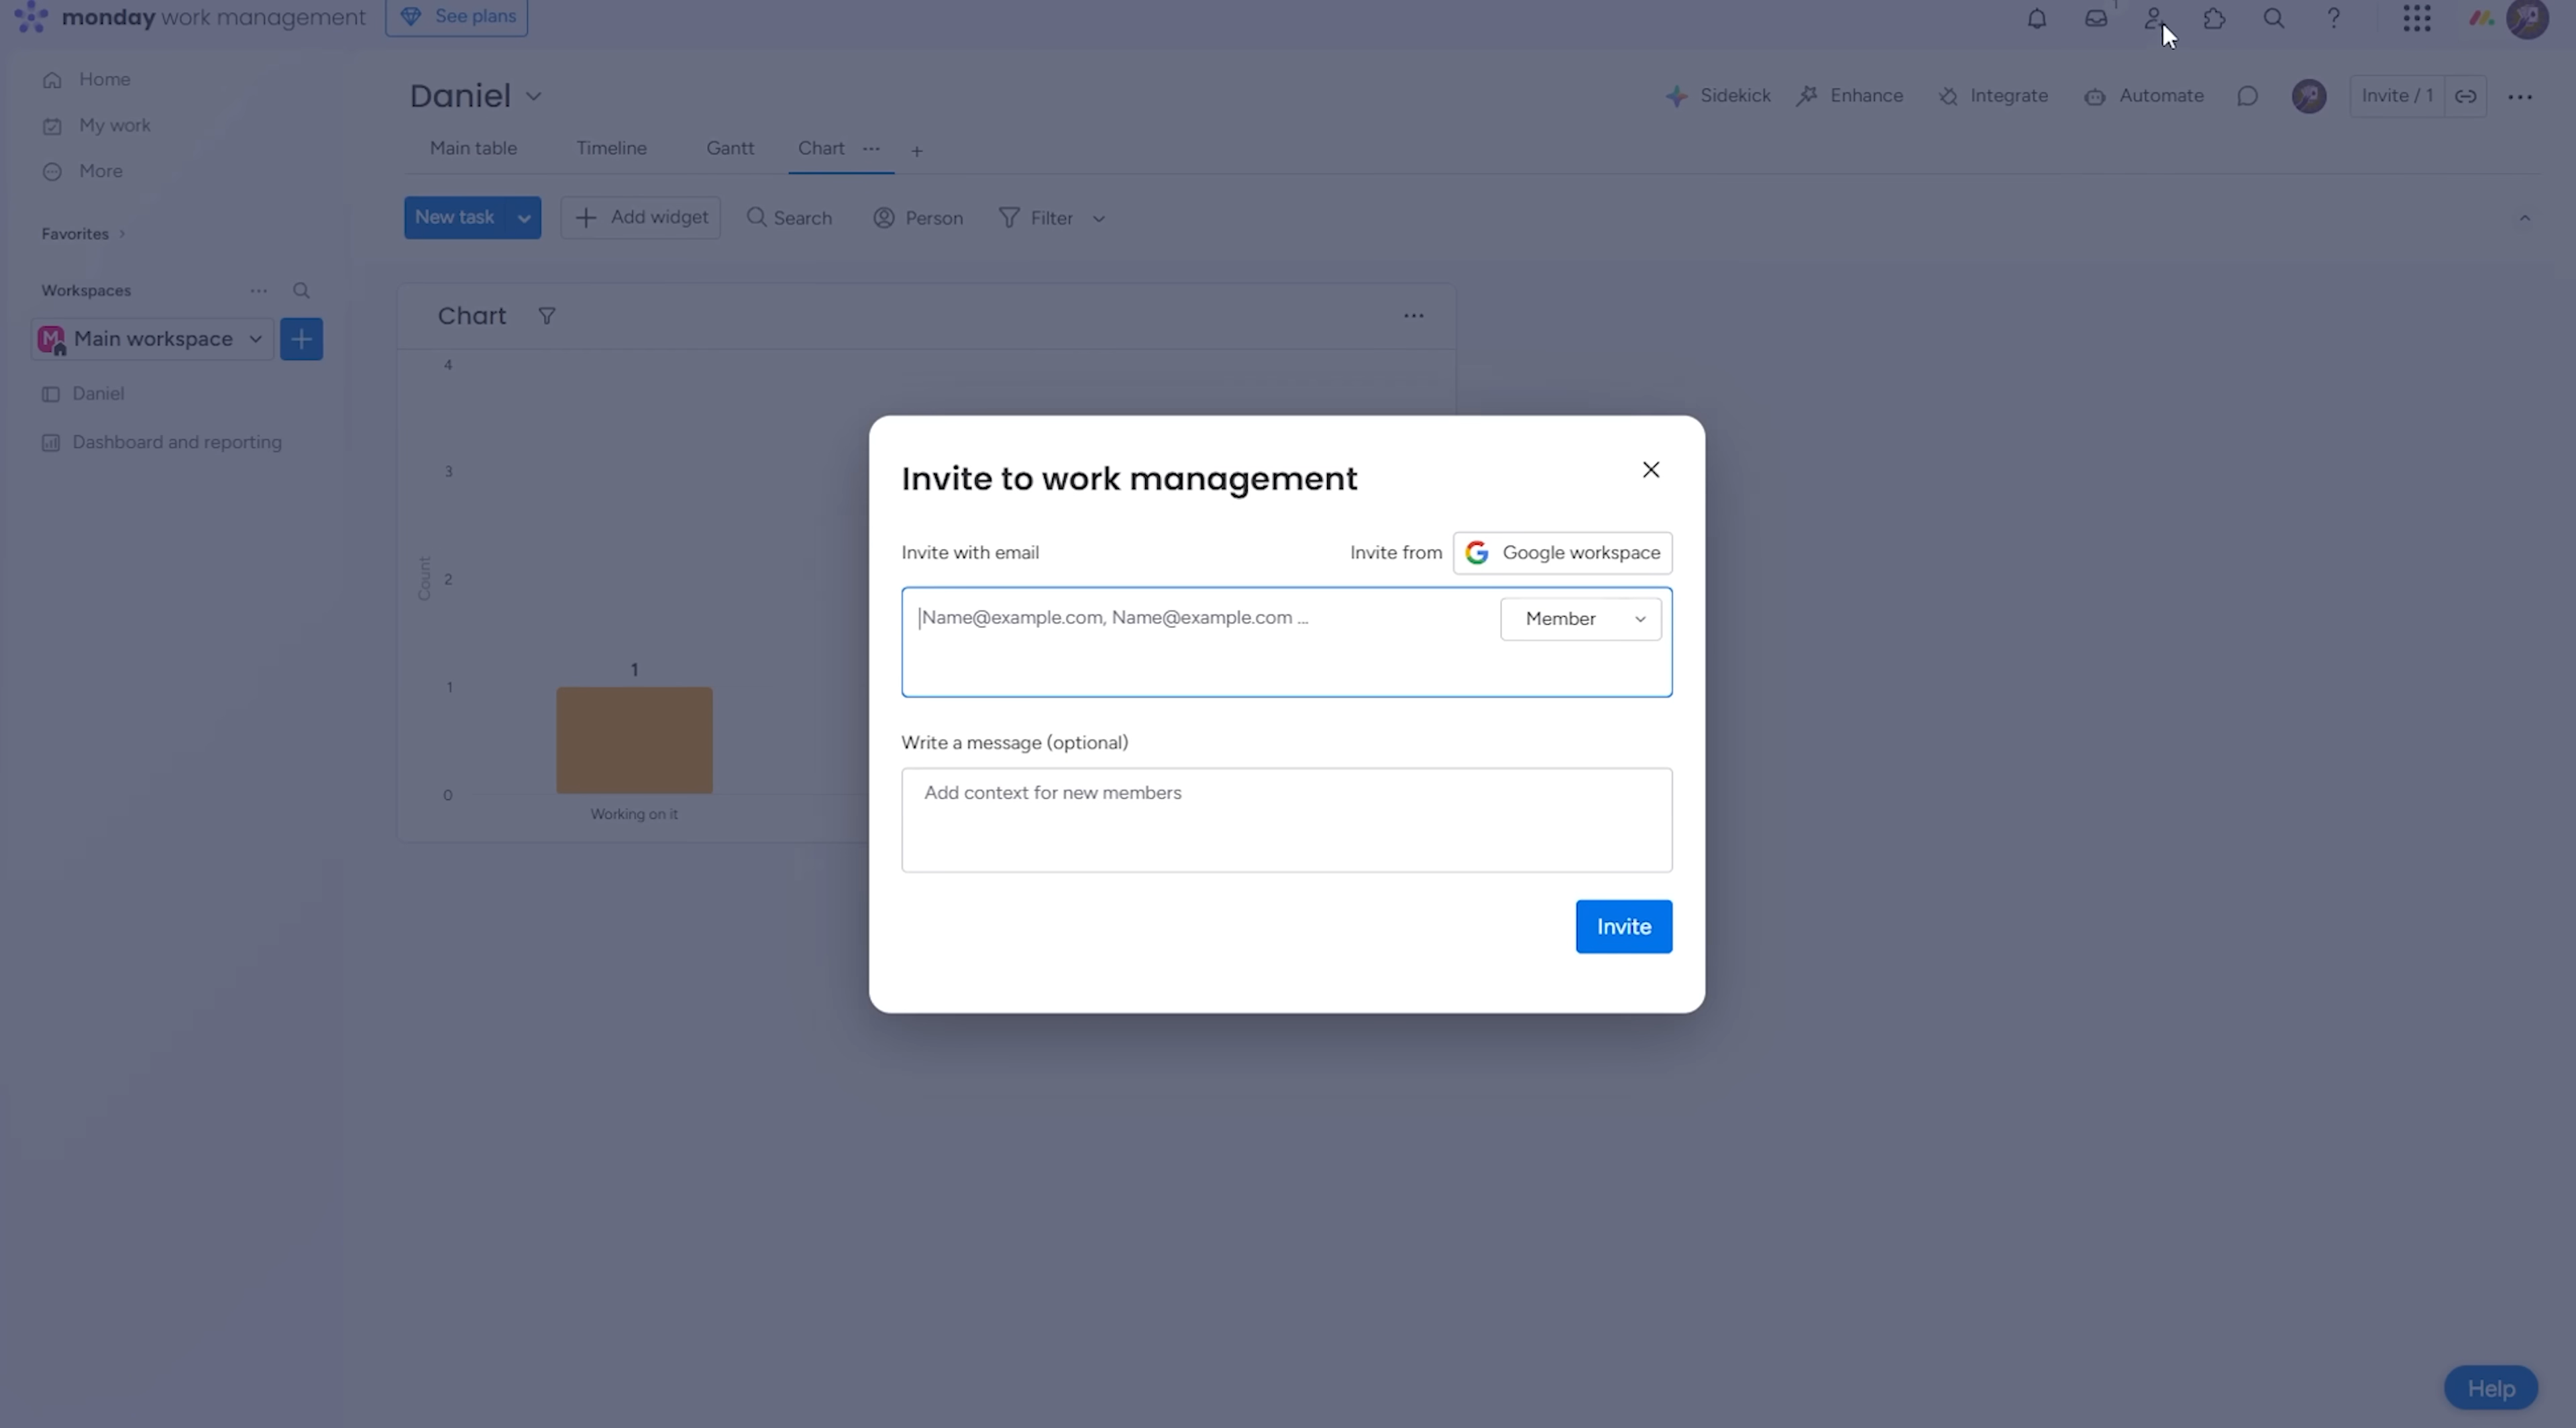 monday work management
See plans
1
Home
My work
More
Favorites
Workspaces
M Main workspace
Daniel
Dashboard and reporting
Daniel
Sidekick
Enhance
Integrate
Automate
Invite / 1
Main table
Timeline
Gantt
Chart
New task
Add widget
Search
Person
Filter
Chart
4
3
2
1
0
Count
1
Working on it
Invite to work management
Invite with email
Invite from
Google workspace
Name@example.com, Name@example.com ...
Member
Write a message (optional)
Add context for new members
Invite
Help